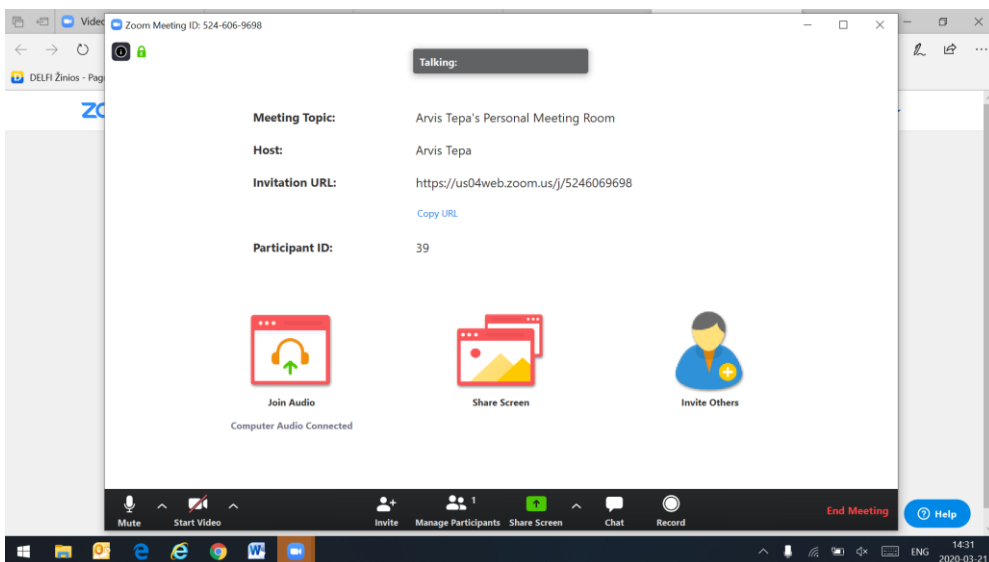 Video
Zoom Meeting ID: 524-606-9698
DELFI Žinios - Pag
Talking:
Meeting Topic: Arvis Tepa's Personal Meeting Room
Host: Arvis Tepa
Invitation URL: https://us04web.zoom.us/j/5246069698
Copy URL
Participant ID: 39
Join Audio Share Screen Invite Others
Computer Audio Connected
Mute Start Video Invite Manage Participants 1 Share Screen Chat Record End Meeting
Help
ENG 14:31
2020-03-21